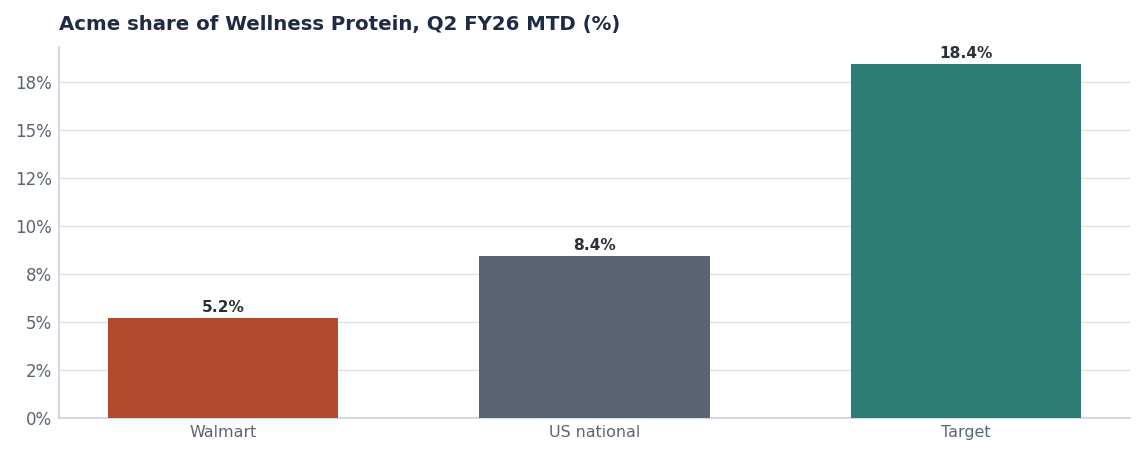 Acme share of Wellness Protein, Q2 FY26 MTD (%)
18.4%
18%
15%
12%
10%
8.4%
8%
5.2%
5%
2%
0%
Walmart
US national
Target